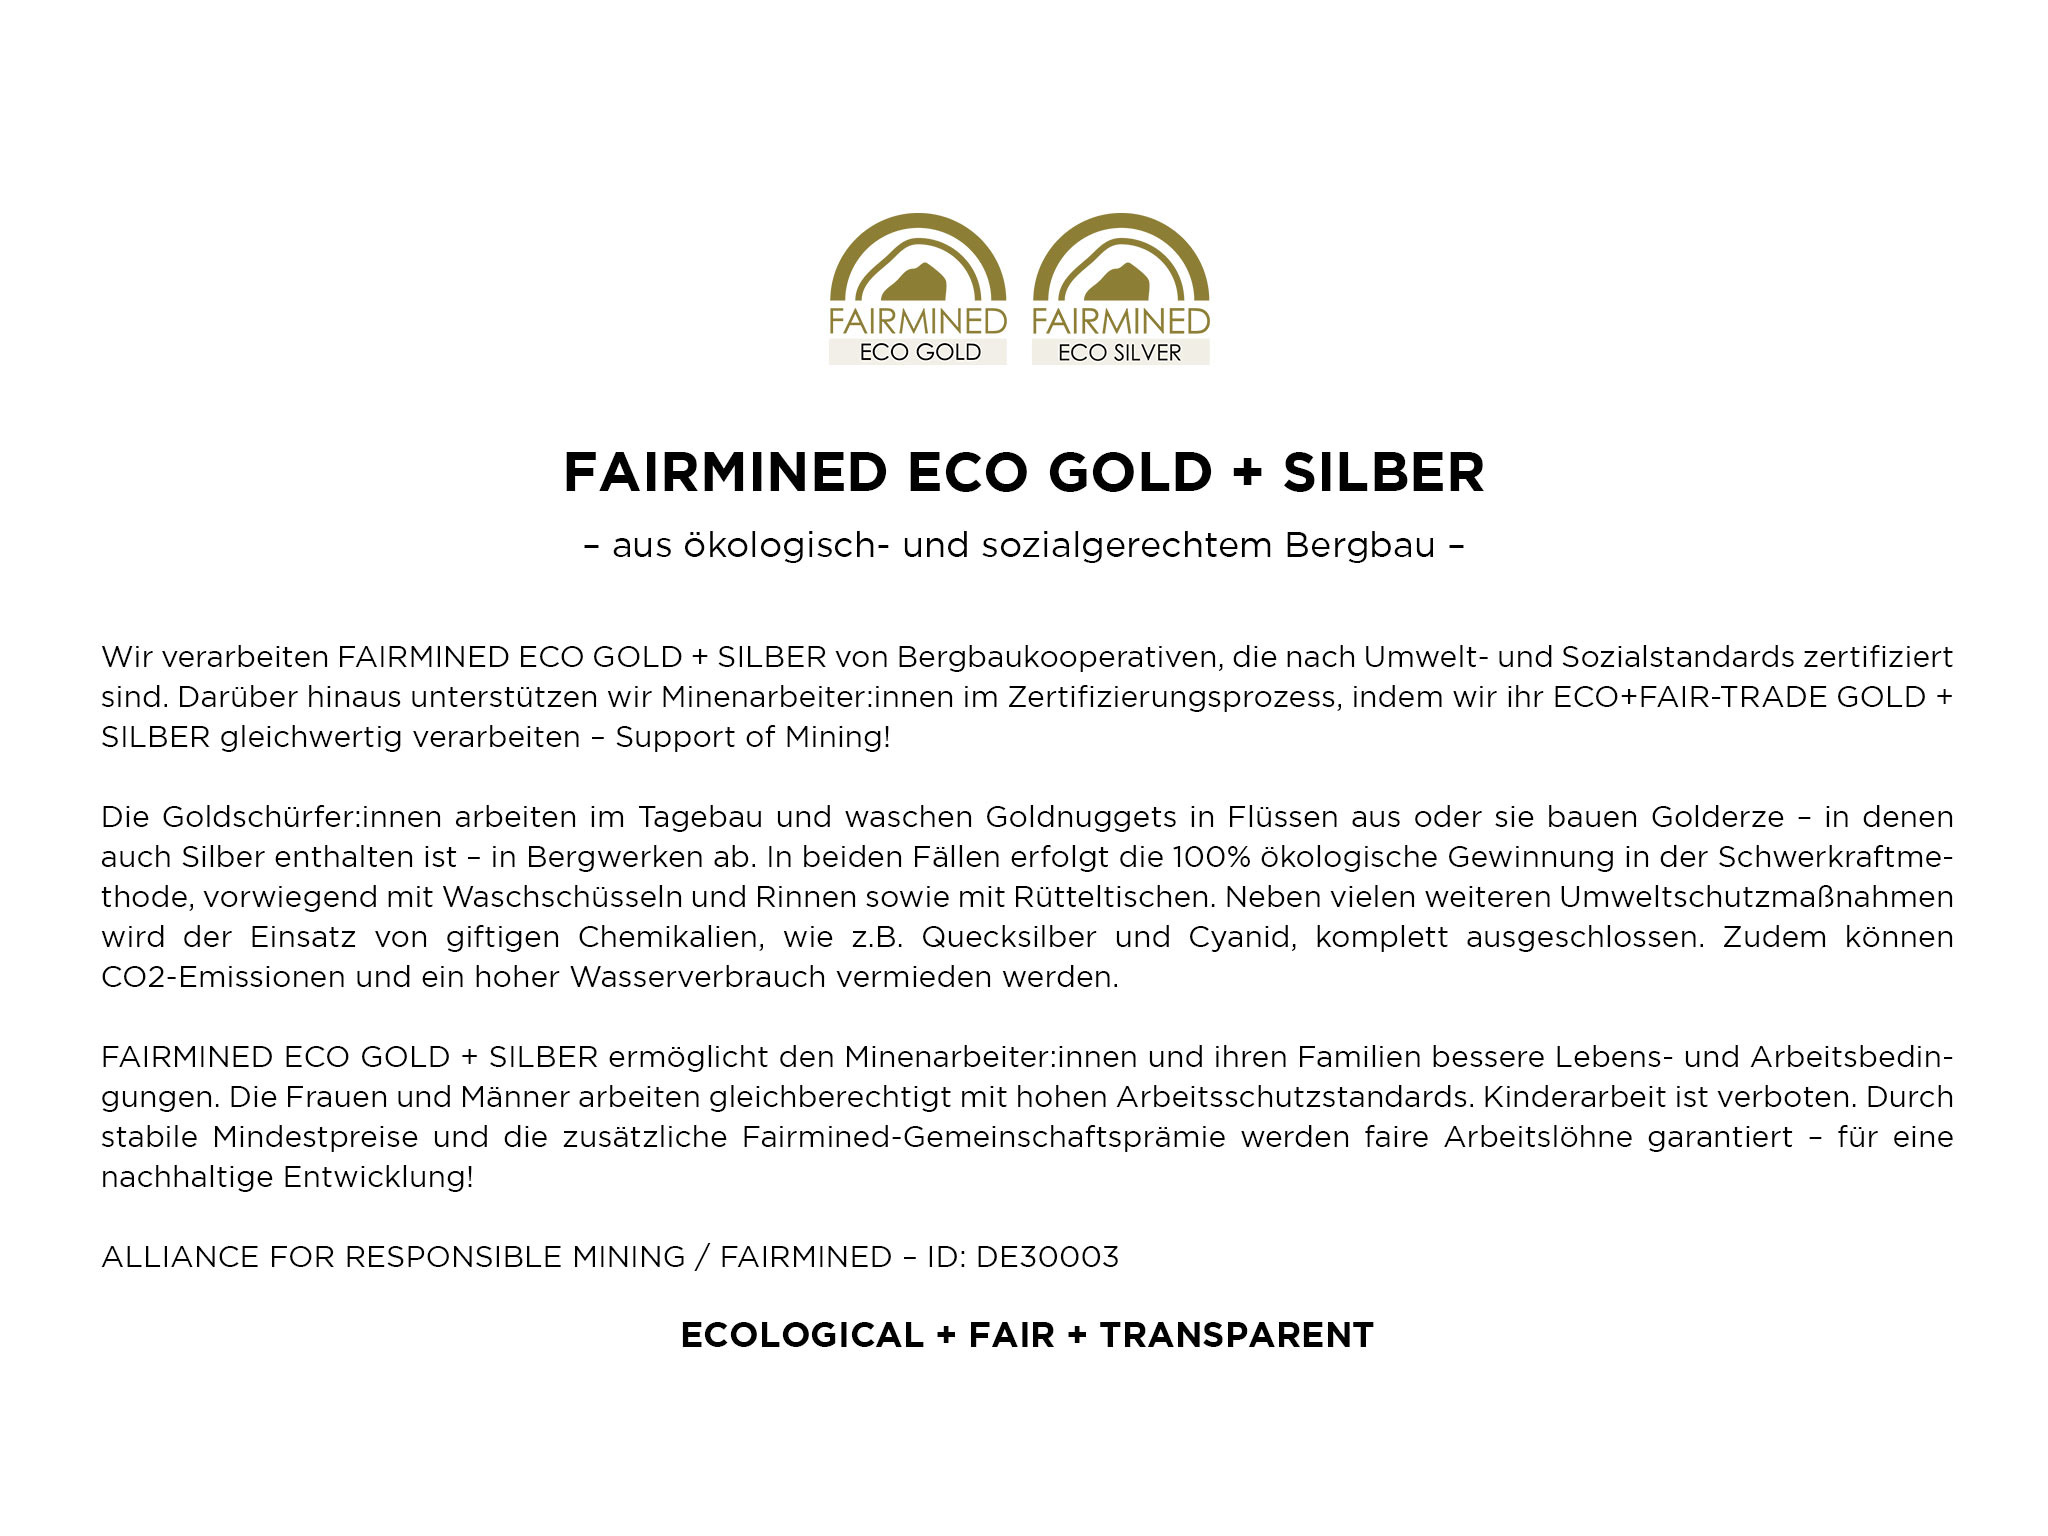 FAIRMINED FAIRMINED
ECO GOLD ECO SILVER
FAIRMINED ECO GOLD + SILBER
– aus ökologisch- und sozialgerechtem Bergbau –
Wir verarbeiten FAIRMINED ECO GOLD + SILBER von Bergbaukooperativen, die nach Umwelt- und Sozialstandards zertifiziert
sind. Darüber hinaus unterstützen wir Minenarbeiter:innen im Zertifizierungsprozess, indem wir ihr ECO+FAIR-TRADE GOLD +
SILBER gleichwertig verarbeiten – Support of Mining!
Die Goldschürfer:innen arbeiten im Tagebau und waschen Goldnuggets in Flüssen aus oder sie bauen Golderze – in denen
auch Silber enthalten ist – in Bergwerken ab. In beiden Fällen erfolgt die 100% ökologische Gewinnung in der Schwerkraftme-
thode, vorwiegend mit Waschschüsseln und Rinnen sowie mit Rütteltischen. Neben vielen weiteren Umweltschutzmaßnahmen
wird der Einsatz von giftigen Chemikalien, wie z.B. Quecksilber und Cyanid, komplett ausgeschlossen. Zudem können
CO2-Emissionen und ein hoher Wasserverbrauch vermieden werden.
FAIRMINED ECO GOLD + SILBER ermöglicht den Minenarbeiter:innen und ihren Familien bessere Lebens- und Arbeitsbedin-
gungen. Die Frauen und Männer arbeiten gleichberechtigt mit hohen Arbeitsschutzstandards. Kinderarbeit ist verboten. Durch
stabile Mindestpreise und die zusätzliche Fairmined-Gemeinschaftsprämie werden faire Arbeitslöhne garantiert – für eine
nachhaltige Entwicklung!
ALLIANCE FOR RESPONSIBLE MINING / FAIRMINED – ID: DE30003
ECOLOGICAL + FAIR + TRANSPARENT